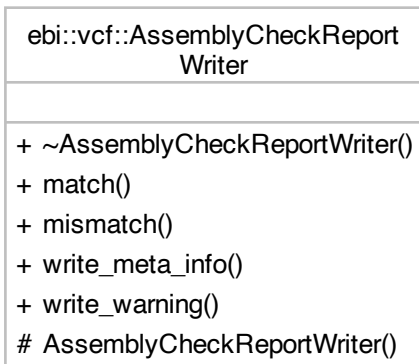 ebi::vcf::AssemblyCheckReport
Writer
+ ~AssemblyCheckReportWriter()
+ match()
+ mismatch()
+ write_meta_info()
+ write_warning()
# AssemblyCheckReportWriter()